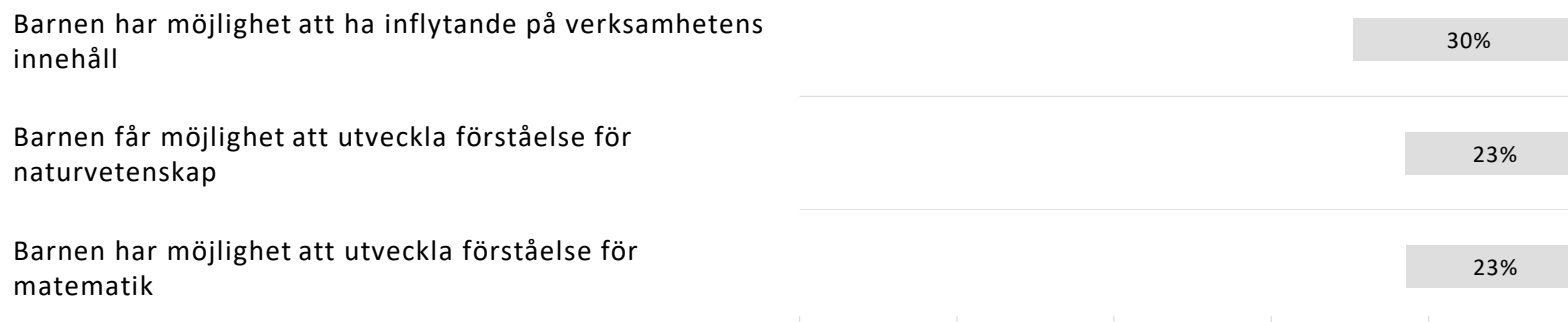 Barnen har möjlighet att ha inflytande på verksamhetens
innehåll
30%
Barnen får möjlighet att utveckla förståelse för
naturvetenskap
23%
Barnen har möjlighet att utveckla förståelse för
matematik
23%